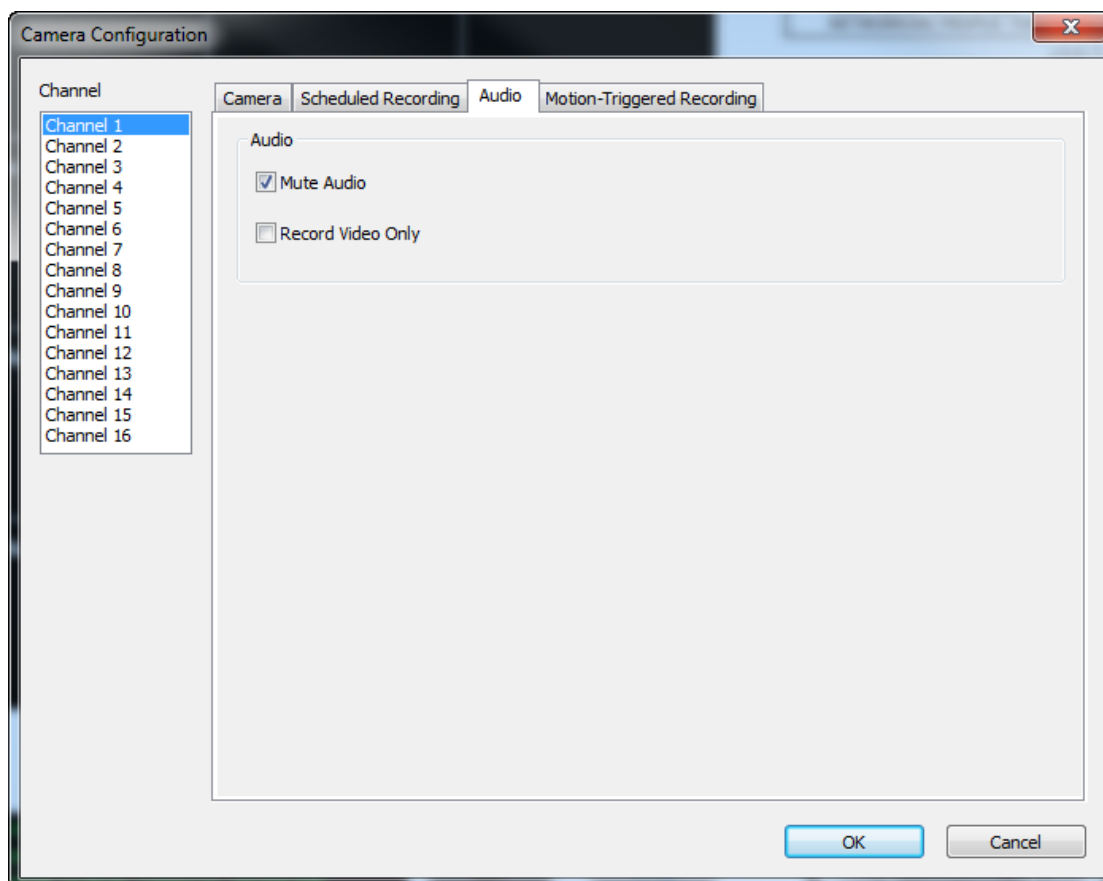 Camera Configuration
Channel
Channel 1
Channel 2
Channel 3
Channel 4
Channel 5
Channel 6
Channel 7
Channel 8
Channel 9
Channel 10
Channel 11
Channel 12
Channel 13
Channel 14
Channel 15
Channel 16
Camera Scheduled Recording Audio Motion-Triggered Recording
Audio
Mute Audio
Record Video Only
OK Cancel